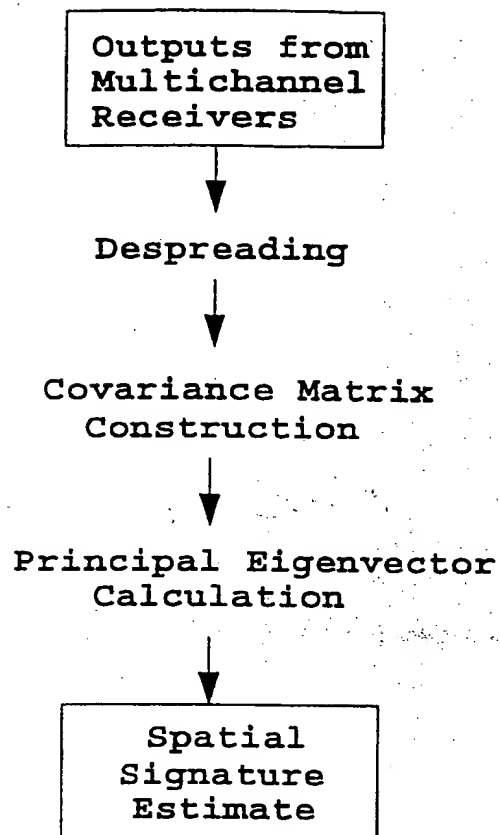 Outputs from
Multichannel
Receivers
Despreading
Covariance Matrix
Construction
Principal Eigenvector
Calculation
Spatial
Signature
Estimate